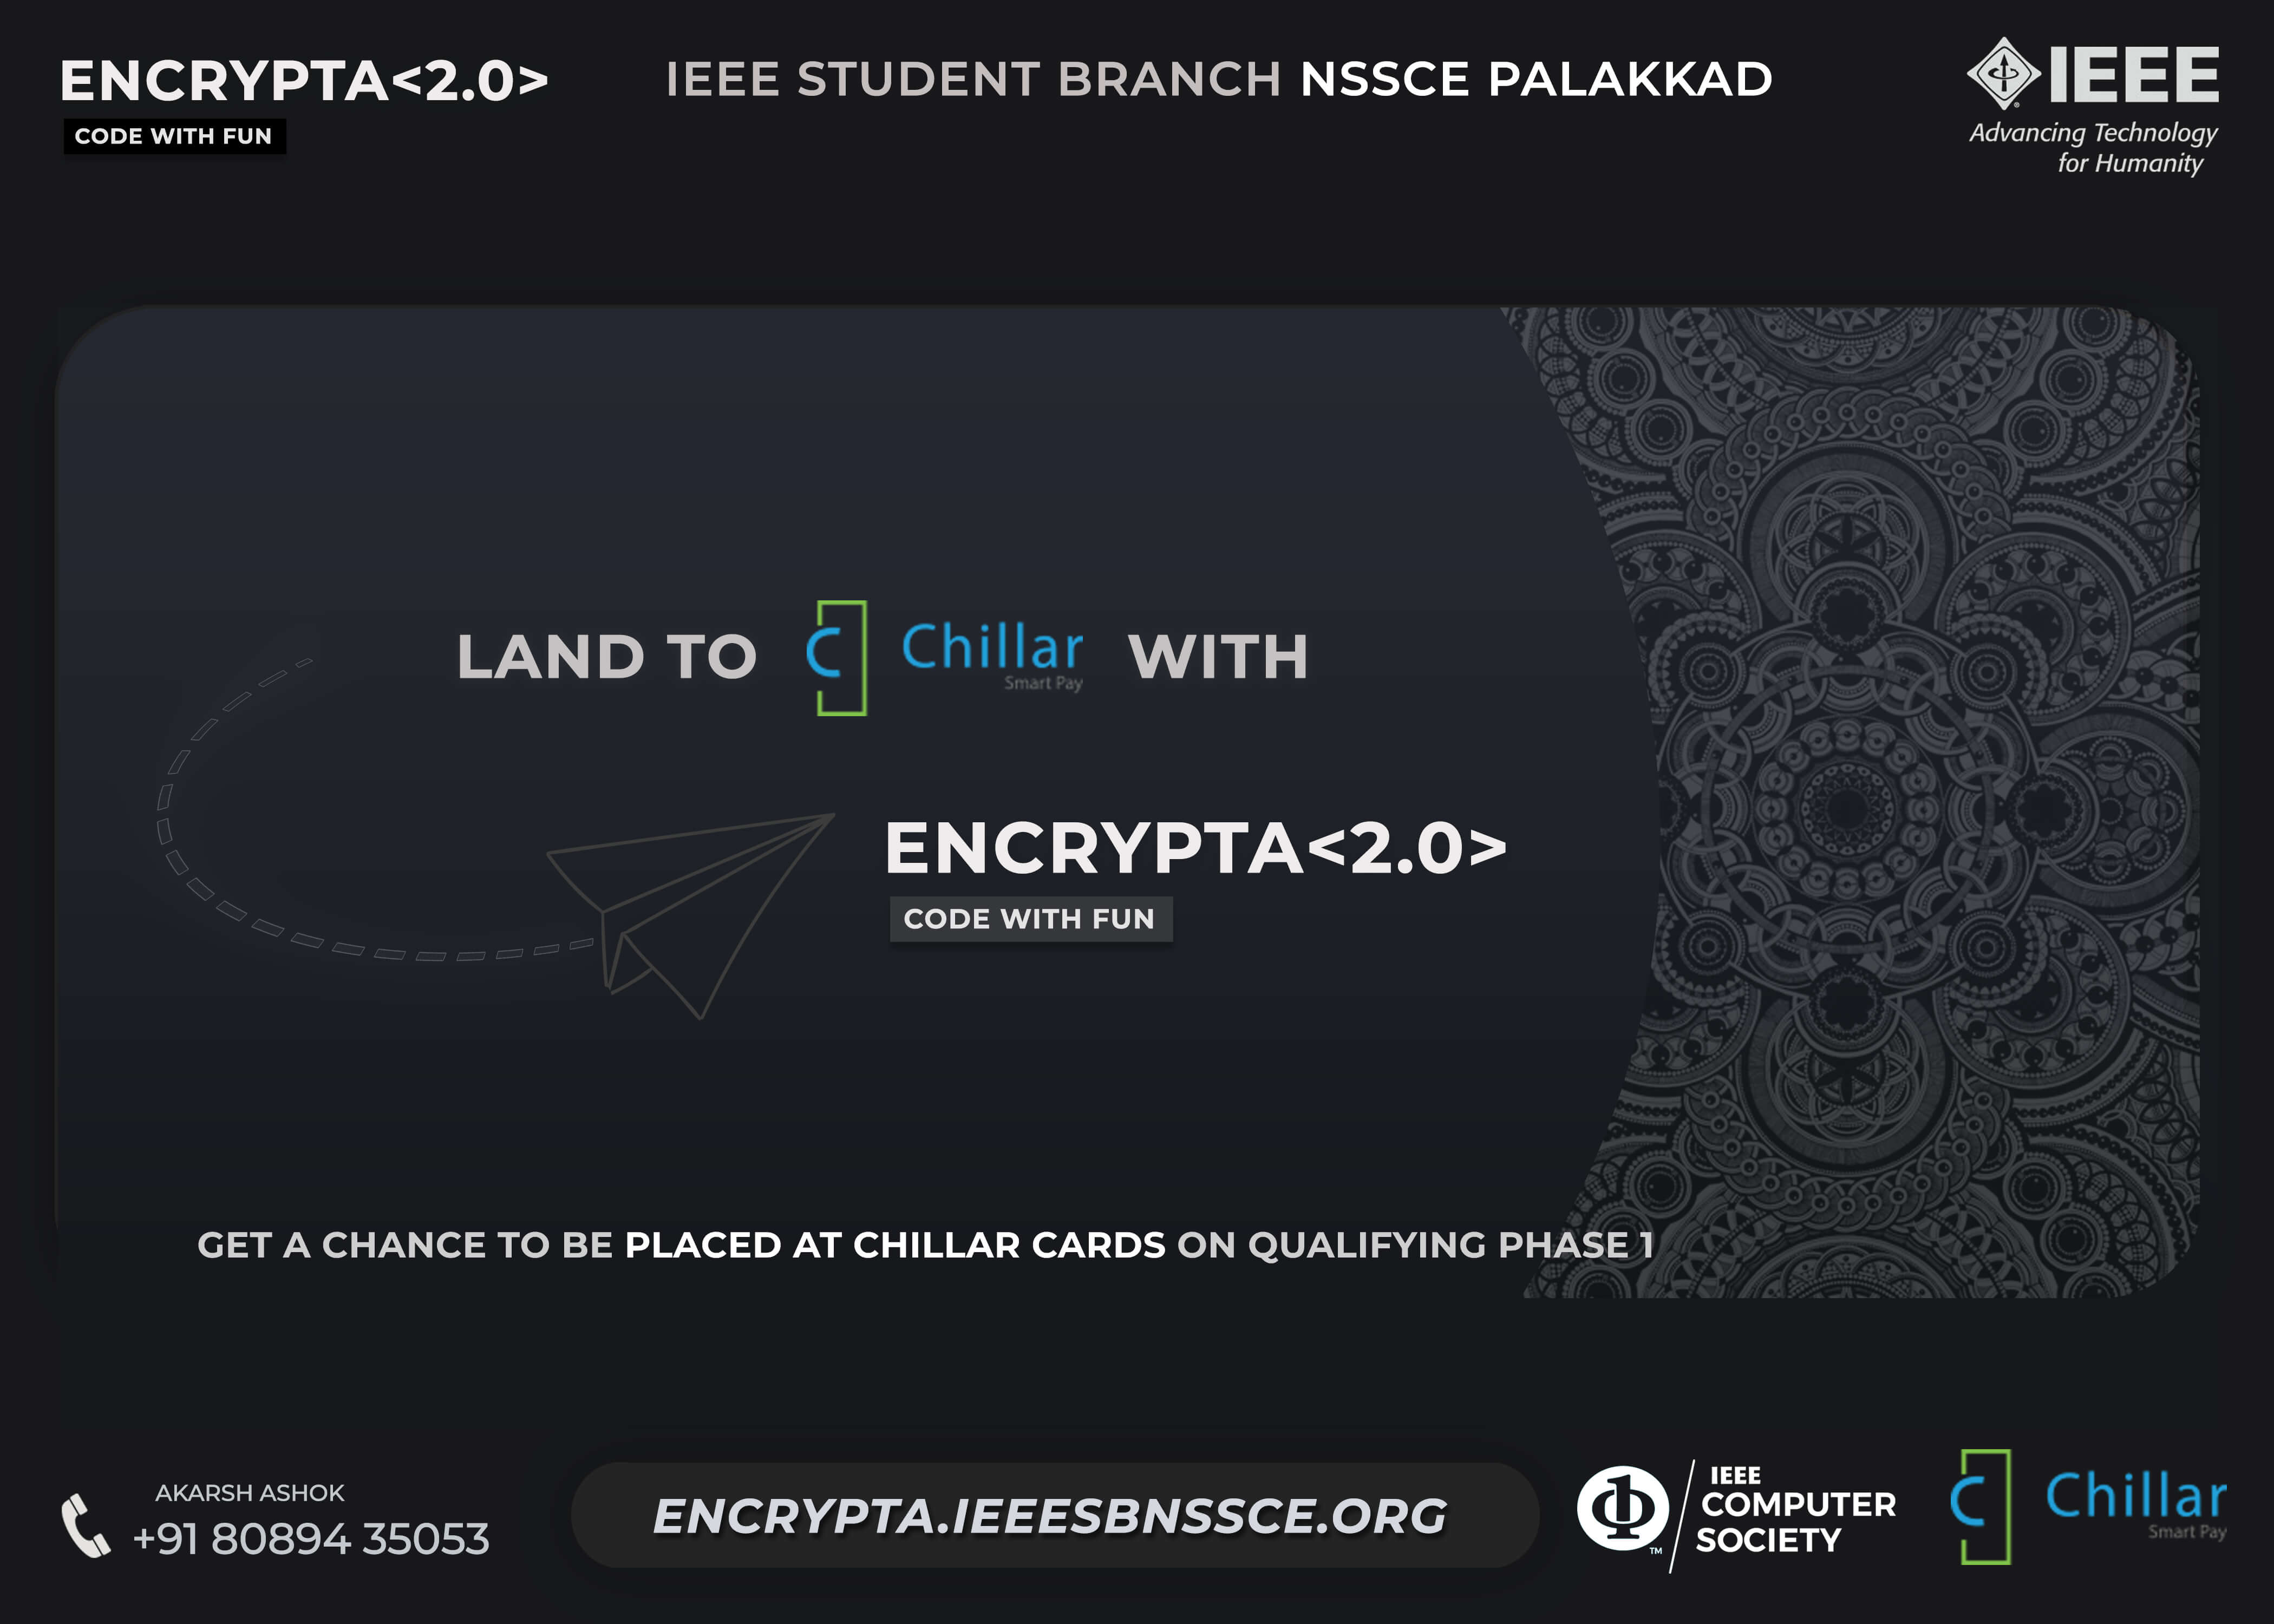 ENCRYPTA<2.0>
CODE WITH FUN
IEEE STUDENT BRANCH NSSCE PALAKKAD
IEEE
Advancing Technology
for Humanity
LAND TO C Chillar WITH
Smart Pay
ENCRYPTA<2.0>
CODE WITH FUN
GET A CHANCE TO BE PLACED AT CHILLAR CARDS ON QUALIFYING PHASE 1
AKARSH ASHOK
+91 80894 35053
ENCRYPTA.IEEESBNSSCE.ORG
IEEE
COMPUTER
SOCIETY
TM
C Chillar
Smart Pay